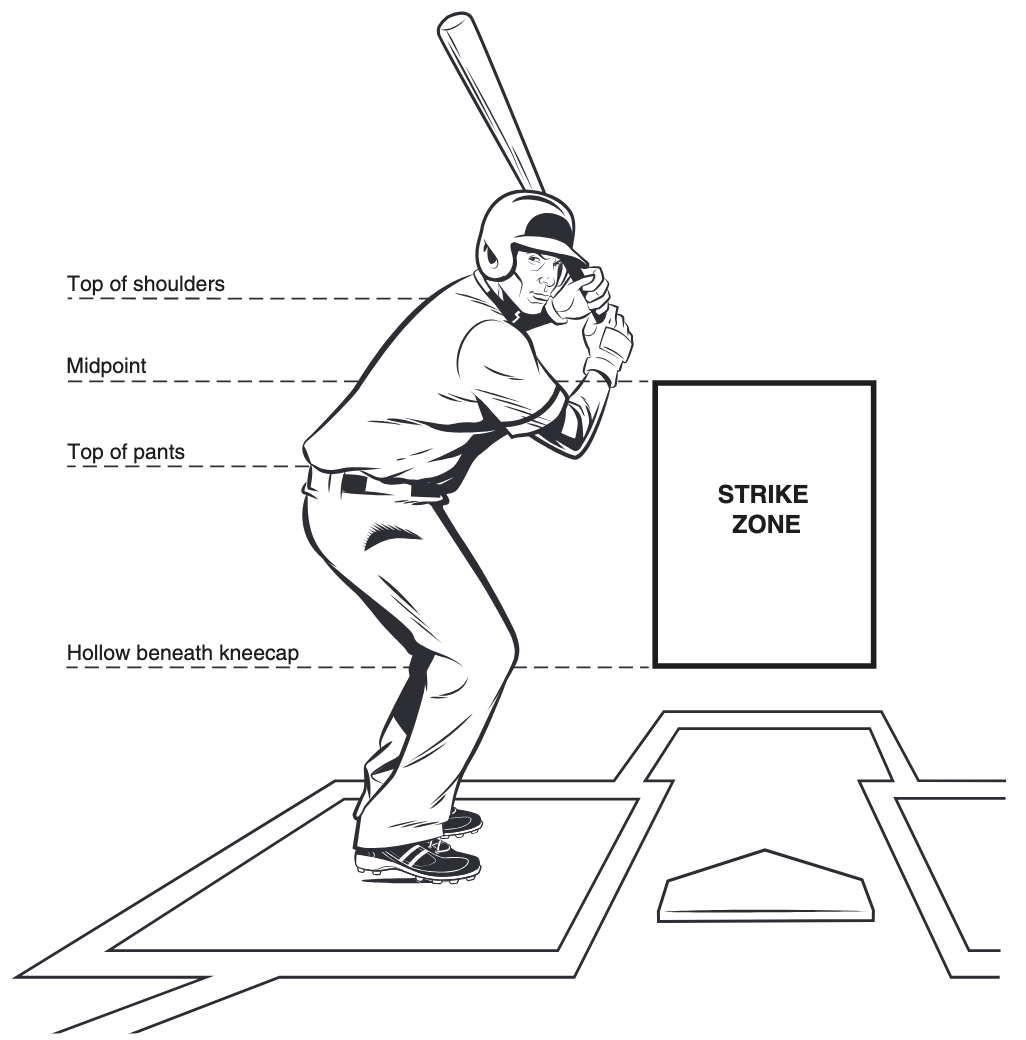 Top of shoulders
Midpoint
Top of pants
STRIKE
ZONE
Hollow beneath kneecap